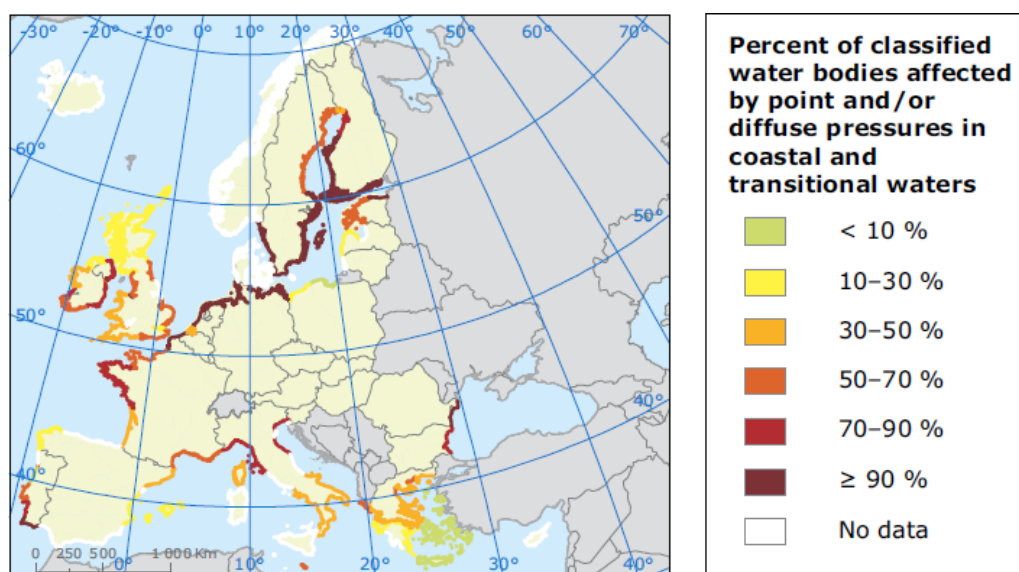 -30° -20° -10° 0° 10° 20° 30° 40° 50° 60° 70°
60°
50°
50°
40°
40°
0 250 500 1 000 Km
0° 10° 20° 30° 40°
Percent of classified
water bodies affected
by point and/or
diffuse pressures in
coastal and
transitional waters
< 10 %
10–30 %
30–50 %
50–70 %
70–90 %
≥ 90 %
No data